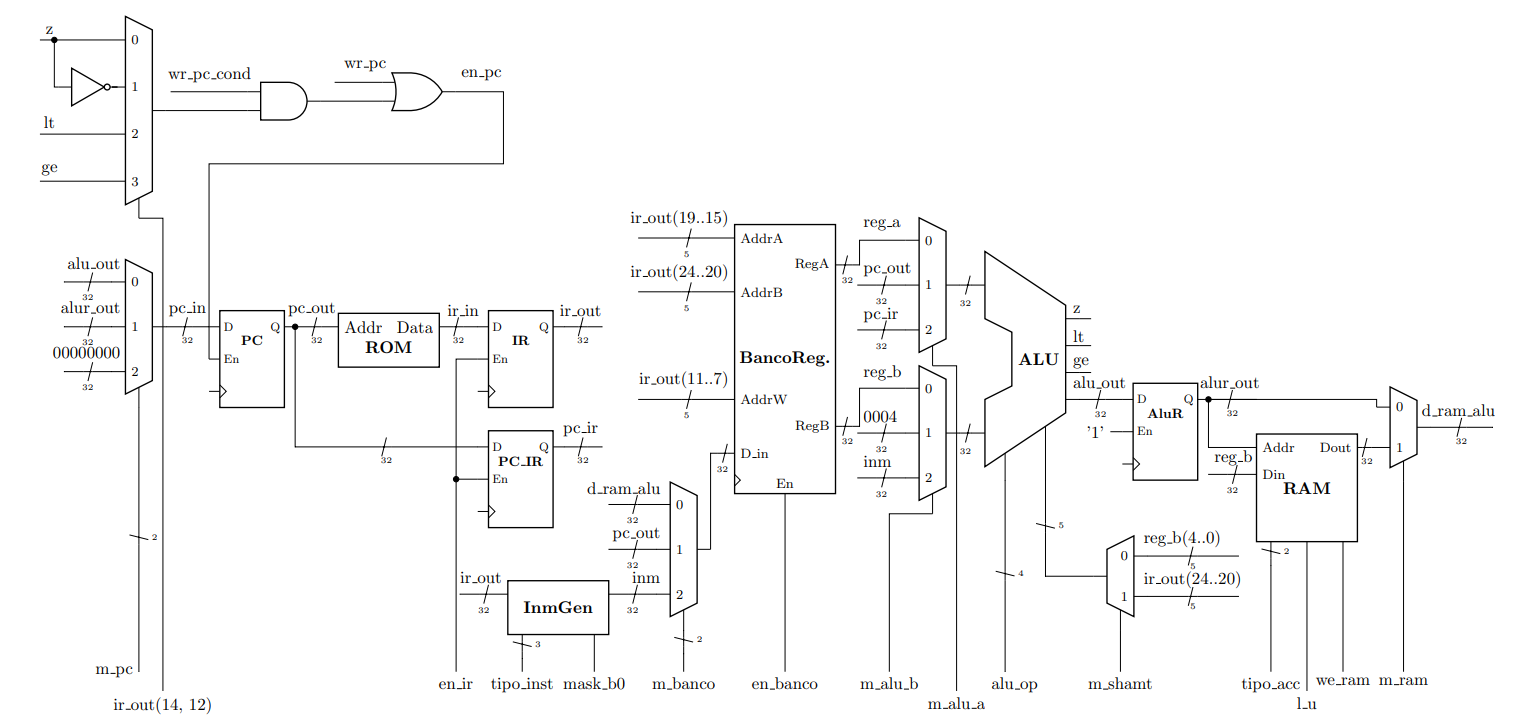 z
0
wr_pc_cond
wr_pc
en_pc
1
lt
2
ge
3
alu_out
32
0
alur_out
32
1
00000000
32
2
pc_in
32
D
Q
PC
En
pc_out
32
Addr
Data
ROM
ir_in
32
D
Q
IR
En
ir_out
32
32
D
Q
PC_IR
En
pc_ir
32
2
m_pc
ir_out(14, 12)
en_ir
ir_out
32
InmGen
3
tipo_inst
mask_b0
inm
32
d_ram_alu
32
0
pc_out
32
1
2
2
m_banco
32
ir_out(19..15)
5
AddrA
ir_out(24..20)
5
AddrB
RegA
32
BancoReg.
ir_out(11..7)
5
AddrW
RegB
32
D_in
En
en_banco
reg_a
0
pc_out
32
1
pc_ir
2
32
reg_b
0
0004
32
1
inm
32
2
32
m_alu_b
m_alu_a
ALU
z
lt
ge
alu_out
32
4
alu_op
5
0
reg_b(4..0)
5
1
ir_out(24..20)
5
m_shamt
D
Q
AluR
'1'
En
alur_out
32
reg_b
32
Addr
Dout
Din
RAM
32
2
tipo_acc
l_u
we_ram
m_ram
0
1
d_ram_alu
32